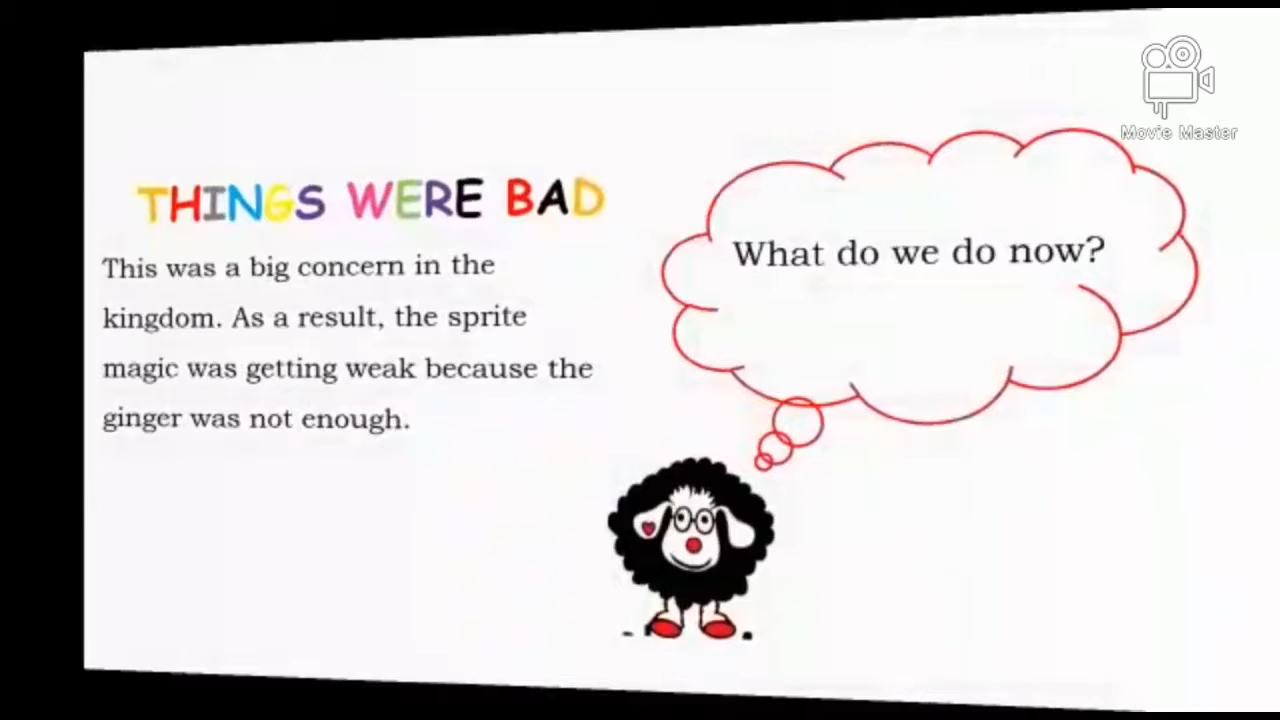 THINGS WERE BAD
This was a big concern in the
kingdom. As a result, the sprite
magic was getting weak because the
ginger was not enough.
What do we do now?
Movie Master